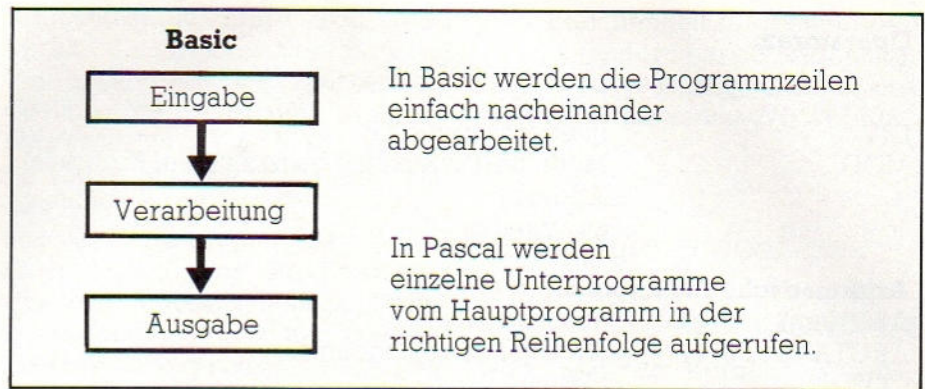 Basic
Eingabe
Verarbeitung
Ausgabe
In Basic werden die Programmzeilen
einfach nacheinander
abgearbeitet.
In Pascal werden
einzelne Unterprogramme
vom Hauptprogramm in der
richtigen Reihenfolge aufgerufen.